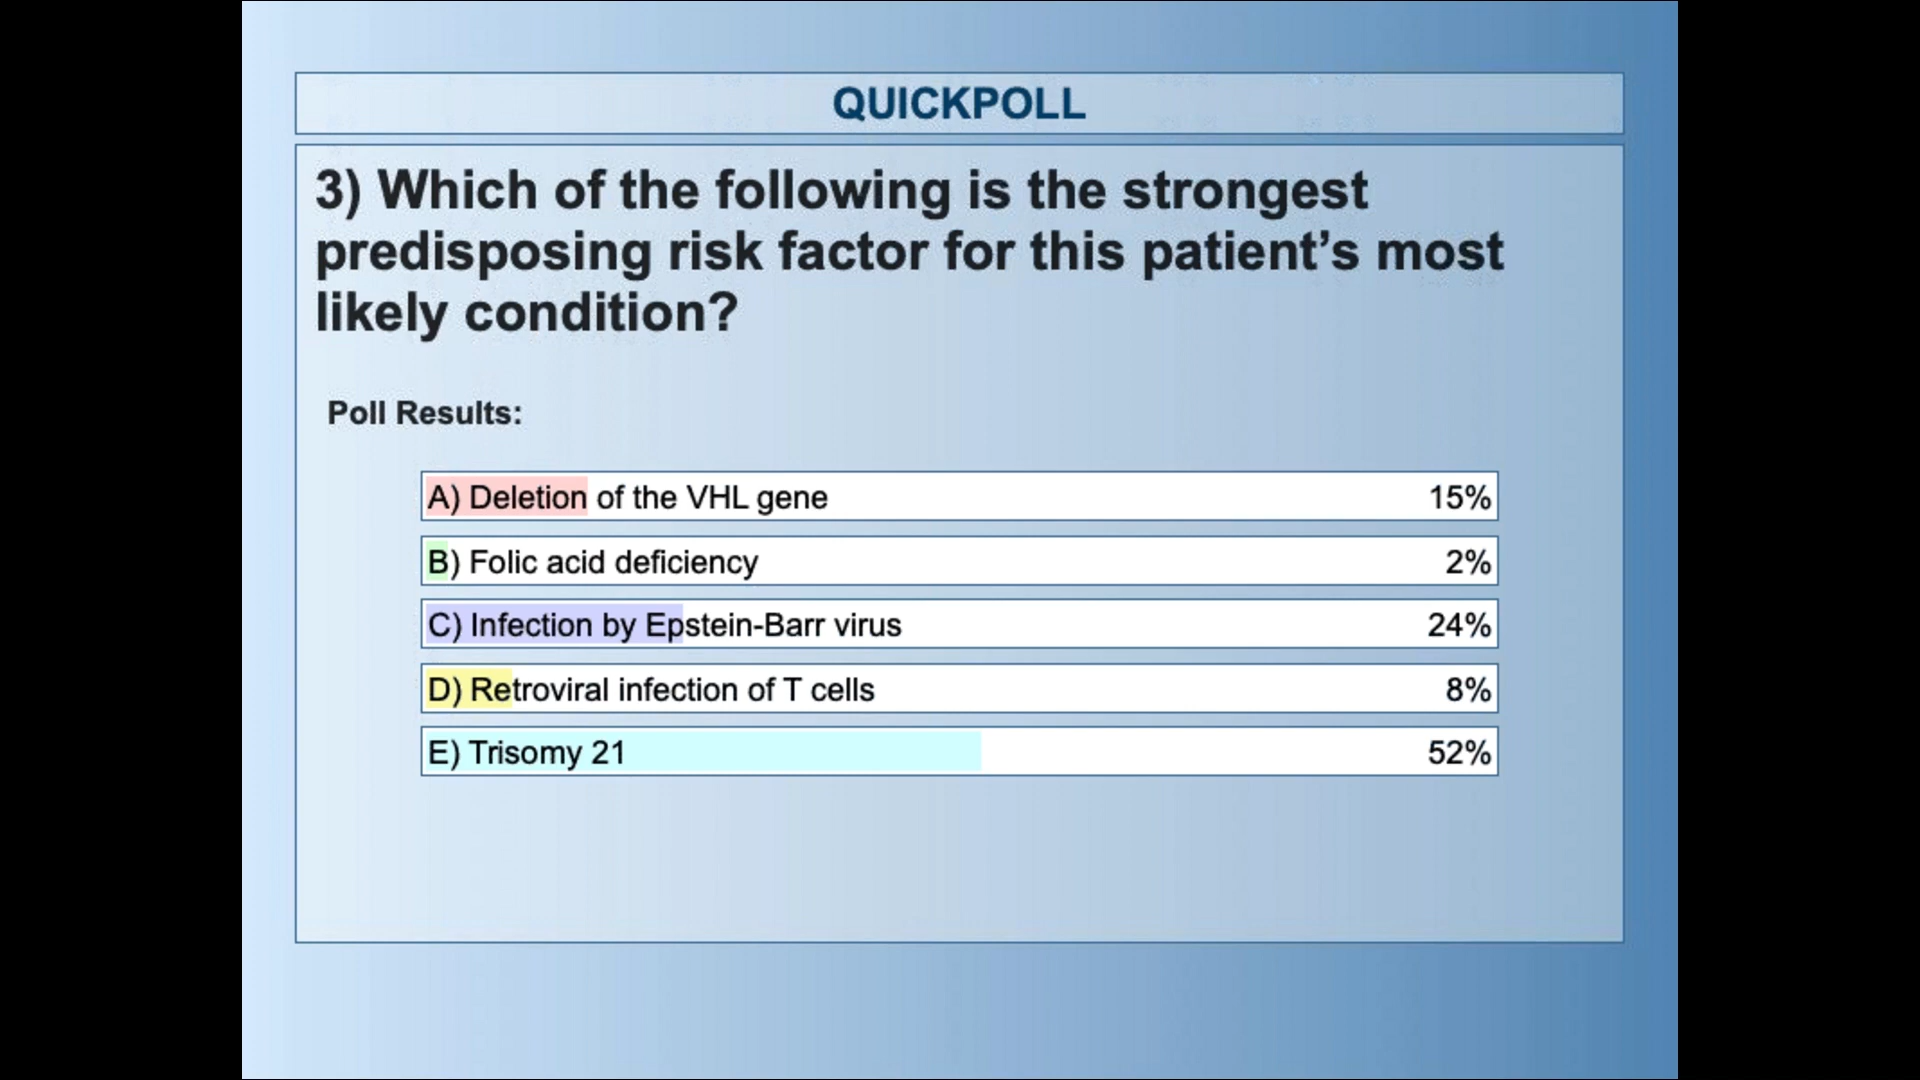 QUICKPOLL
3) Which of the following is the strongest
predisposing risk factor for this patient’s most
likely condition?
Poll Results:
A) Deletion of the VHL gene 15%
B) Folic acid deficiency 2%
C) Infection by Epstein-Barr virus 24%
D) Retroviral infection of T cells 8%
E) Trisomy 21 52%